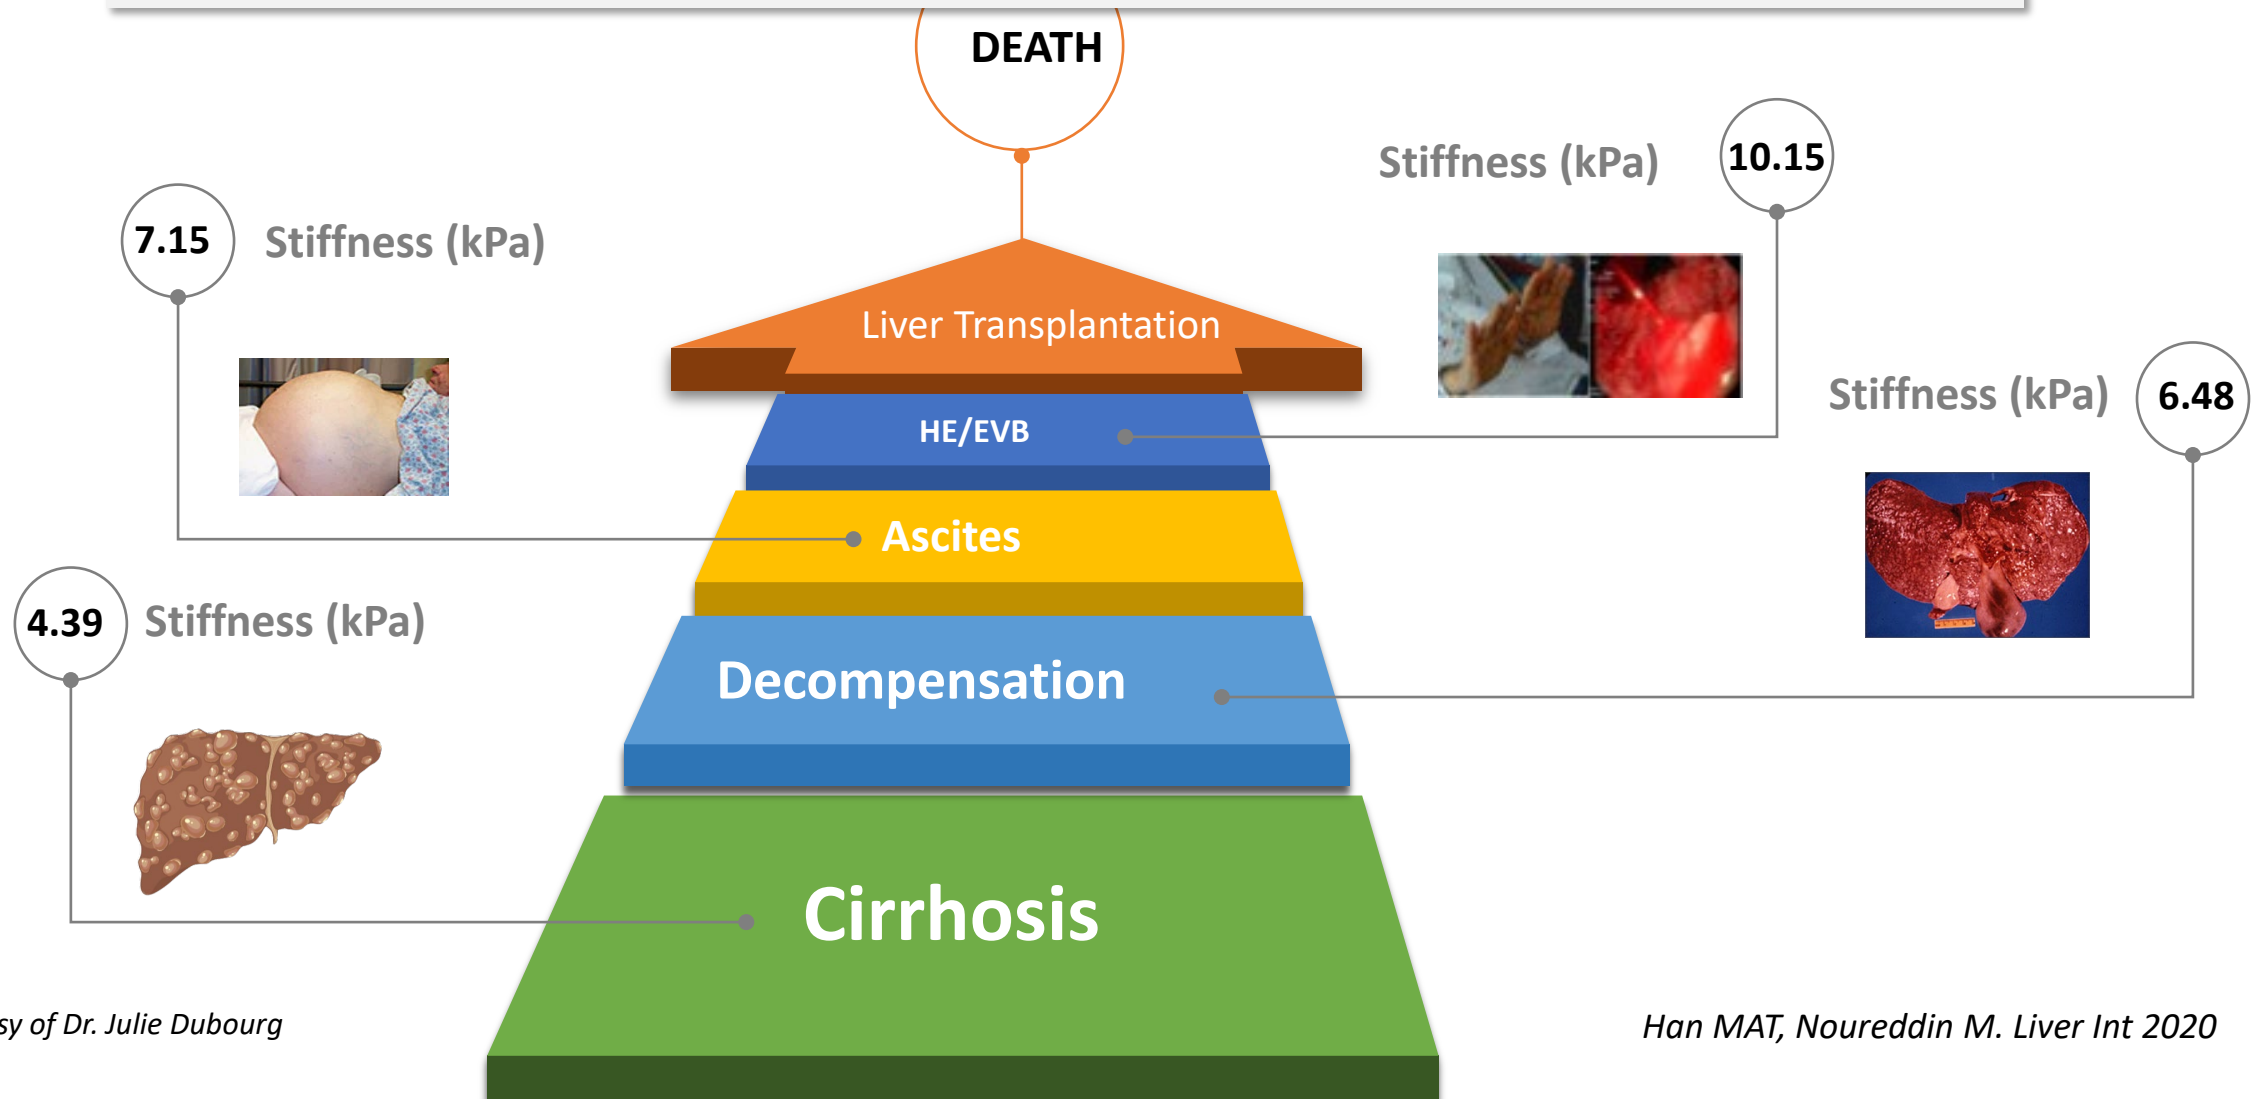 DEATH
Stiffness (kPa)
10.15
7.15
Stiffness (kPa)
Liver Transplantation
Stiffness (kPa)
6.48
HE/EVB
Ascites
4.39
Stiffness (kPa)
Decompensation
Cirrhosis
sy of Dr. Julie Dubourg
Han MAT, Noureddin M. Liver Int 2020